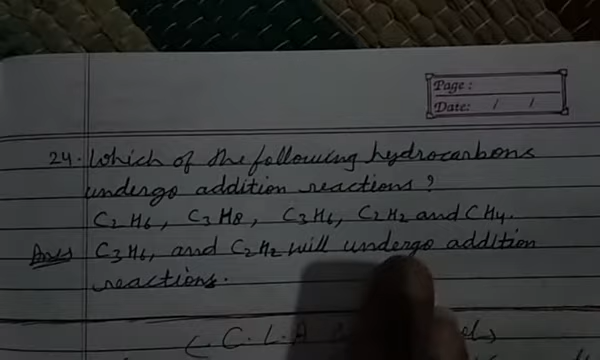 Page :
Date: / /
24. Which of the following hydrocarbons
undergo addition reactions?
C2H6, C3H8, C3H6, C2H2 and CH4.
Ans C3H6, and C2H2 will undergo addition
reactions.